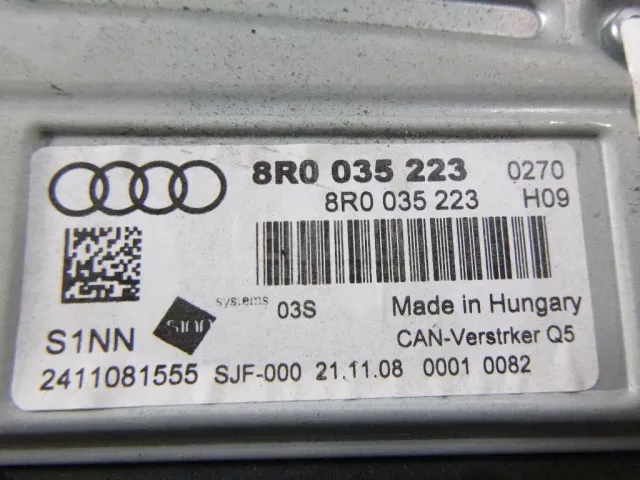 8R0 035 223 0270
8R0 035 223 H09
systems 03S
Made in Hungary
S1NN
CAN-Verstrker Q5
2411081555 SJF-000 21.11.08 0001 0082